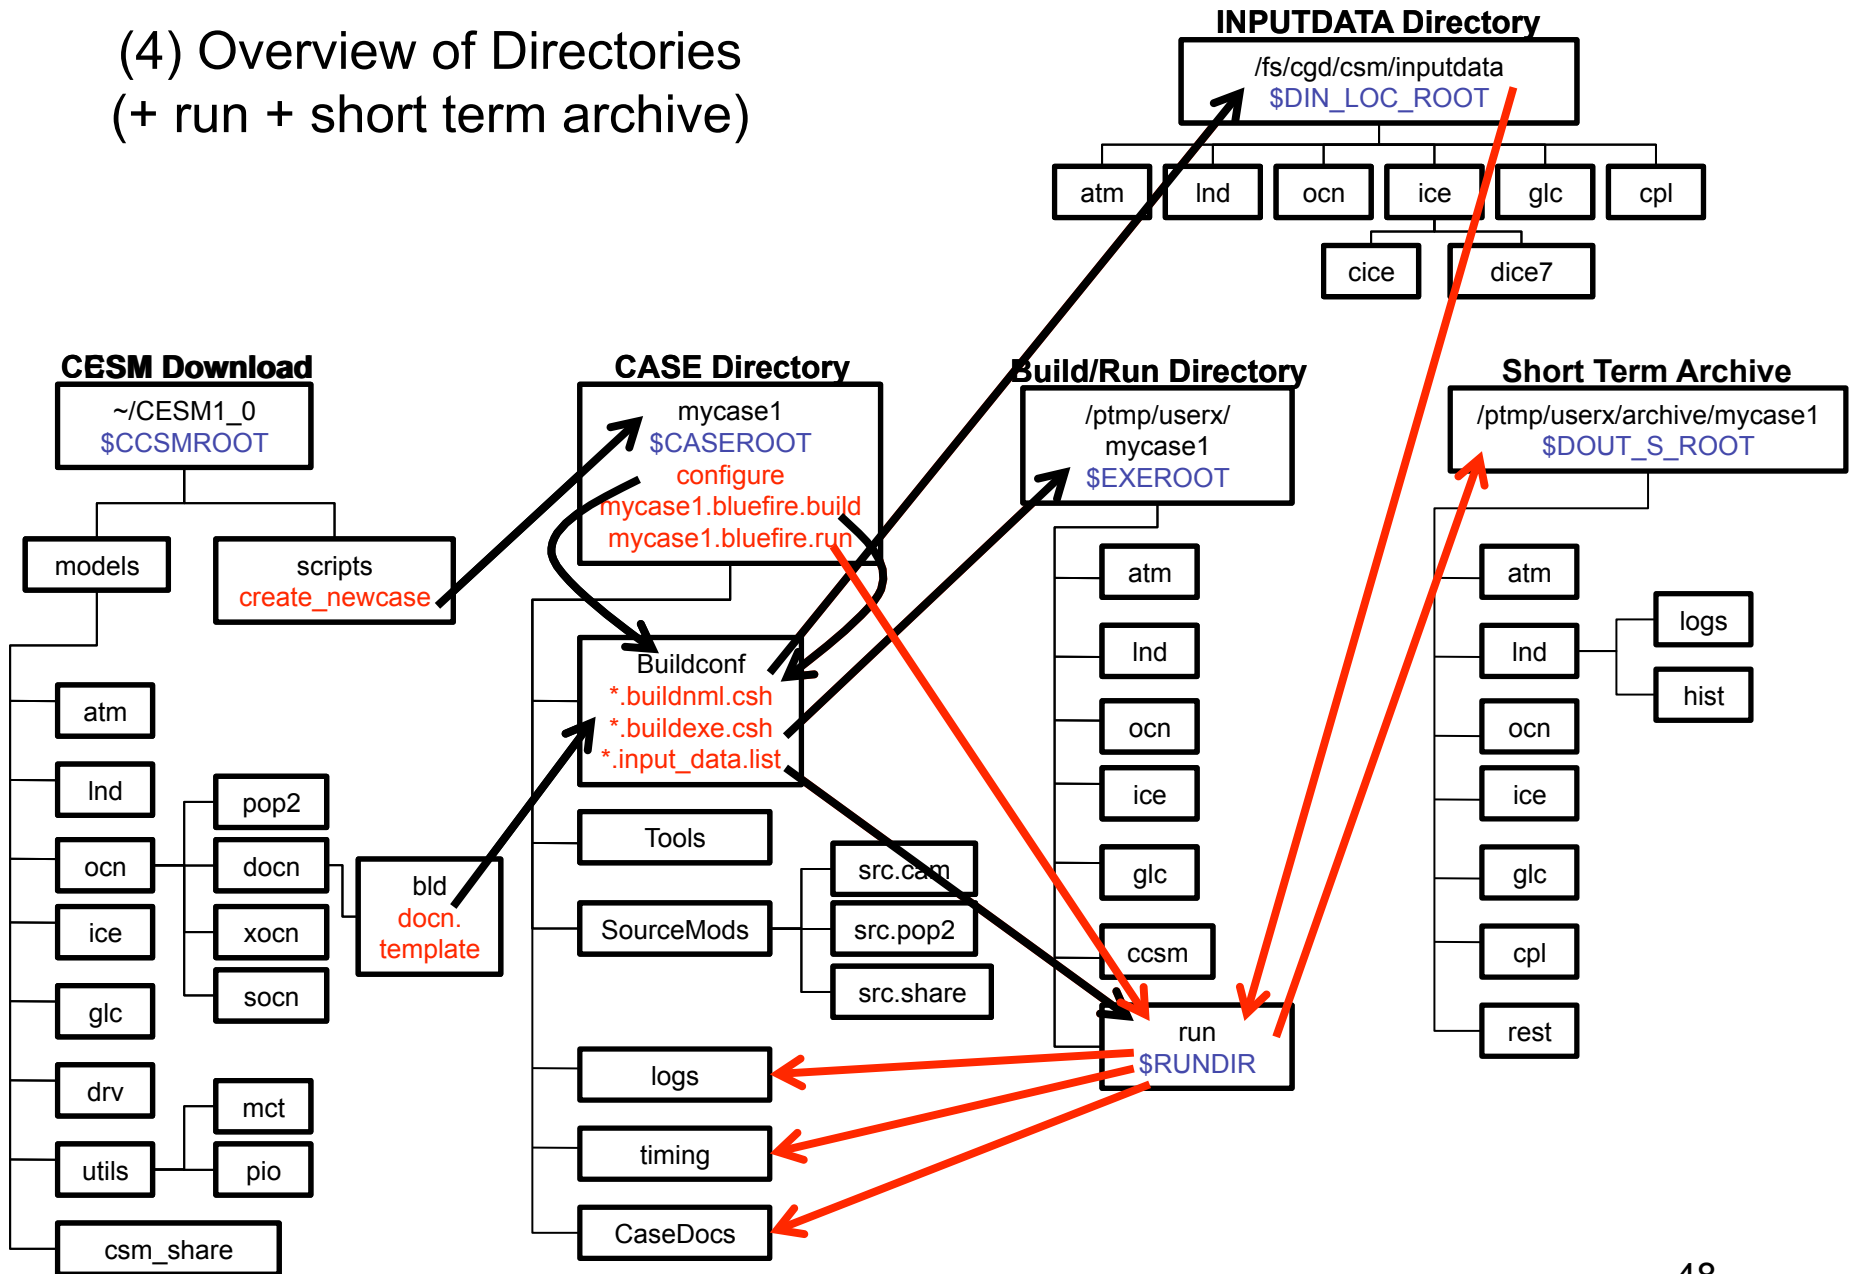 (4) Overview of Directories
(+ run + short term archive)
INPUTDATA Directory
/fs/cgd/csm/inputdata
$DIN_LOC_ROOT
atm
lnd
ocn
ice
glc
cpl
cice
dice7
CESM Download
~/CESM1_0
$CCSMROOT
models
scripts
create_newcase
atm
lnd
ocn
ice
glc
drv
utils
csm_share
pop2
docn
xocn
socn
mct
pio
bld
docn.
template
CASE Directory
mycase1
$CASEROOT
configure
mycase1.bluefire.build
mycase1.bluefire.run
Buildconf
*.buildnml.csh
*.buildexe.csh
*.input_data.list
Tools
SourceMods
src.cam
src.pop2
src.share
logs
timing
CaseDocs
Build/Run Directory
/ptmp/userx/
mycase1
$EXEROOT
atm
lnd
ocn
ice
glc
ccsm
run
$RUNDIR
Short Term Archive
/ptmp/userx/archive/mycase1
$DOUT_S_ROOT
atm
lnd
ocn
ice
glc
cpl
rest
logs
hist
48